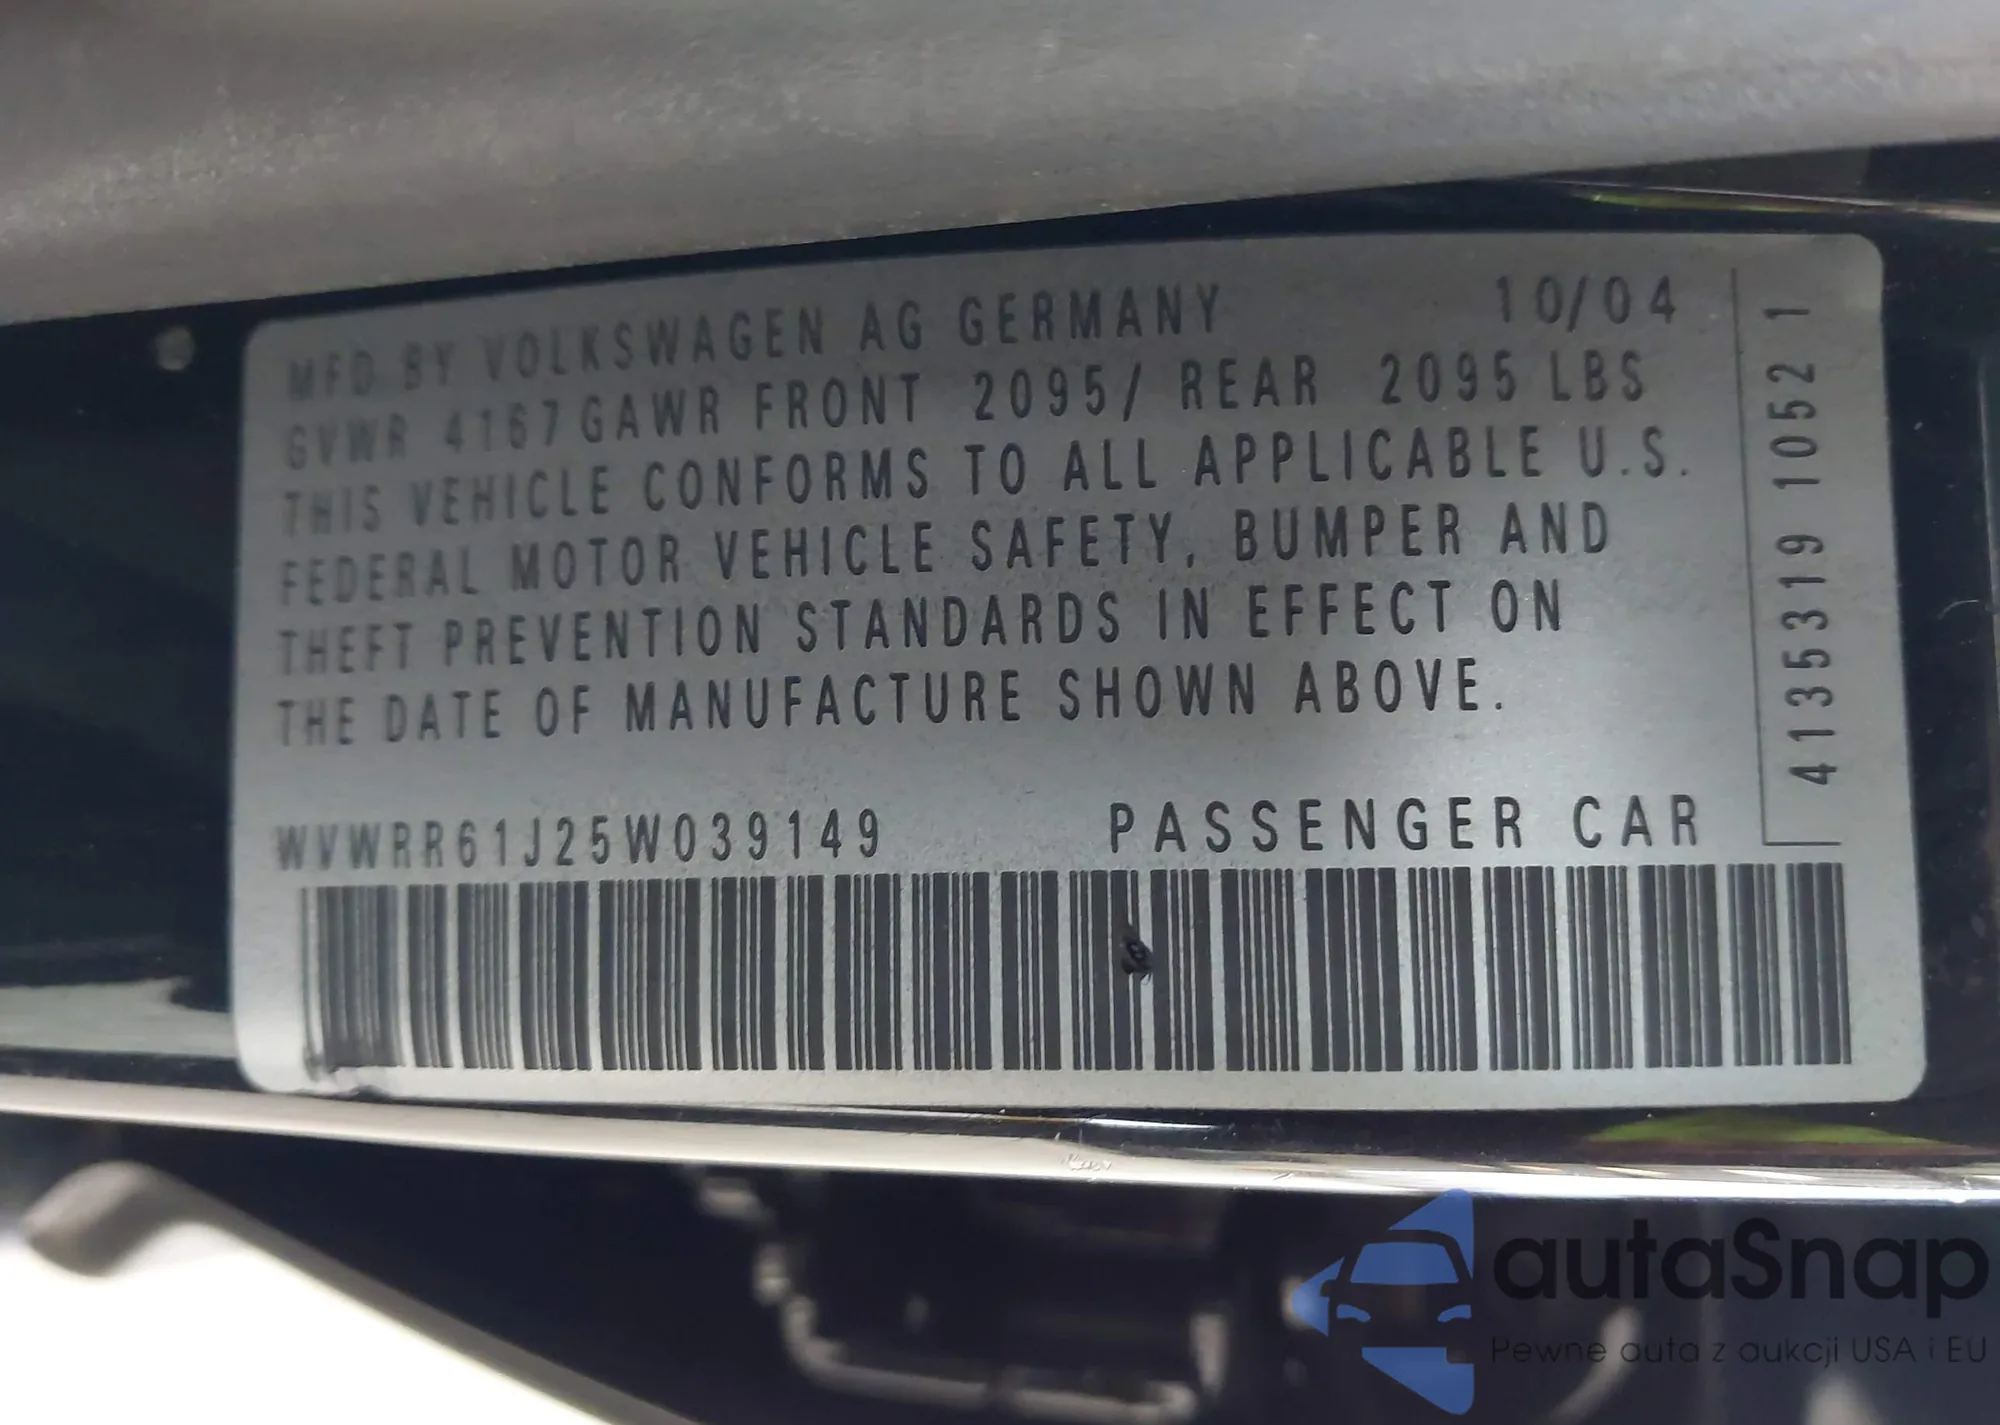 MFD BY VOLKSWAGEN AG GERMANY 10/04
GVWR 4167 GAWR FRONT 2095/ REAR 2095 LBS
THIS VEHICLE CONFORMS TO ALL APPLICABLE U.S.
FEDERAL MOTOR VEHICLE SAFETY, BUMPER AND
THEFT PREVENTION STANDARDS IN EFFECT ON
THE DATE OF MANUFACTURE SHOWN ABOVE.
WVWRR61J25W039149 PASSENGER CAR
4135319 1052 1
autaSnap
Pewne auta z aukcji USA i EU